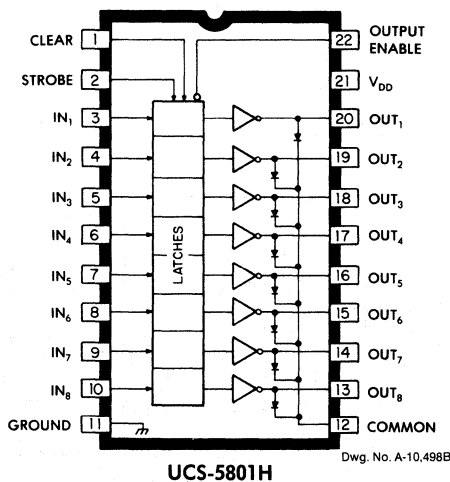 CLEAR 1 22 OUTPUT ENABLE
STROBE 2 21 VDD
IN1 3 20 OUT1
IN2 4 19 OUT2
IN3 5 18 OUT3
IN4 6 17 OUT4
IN5 7 16 OUT5
IN6 8 15 OUT6
IN7 9 14 OUT7
IN8 10 13 OUT8
GROUND 11 12 COMMON
LATCHES
Dwg. No. A-10,498B
UCS-5801H